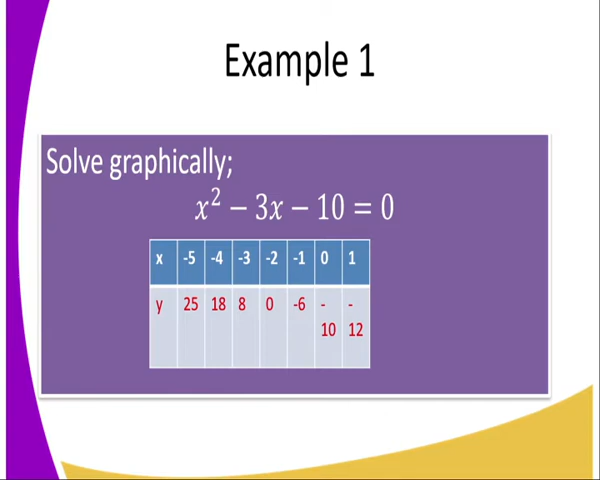 Example 1
Solve graphically;
x² − 3x − 10 = 0
x -5 -4 -3 -2 -1 0 1
y 25 18 8 0 -6 - -
10 12